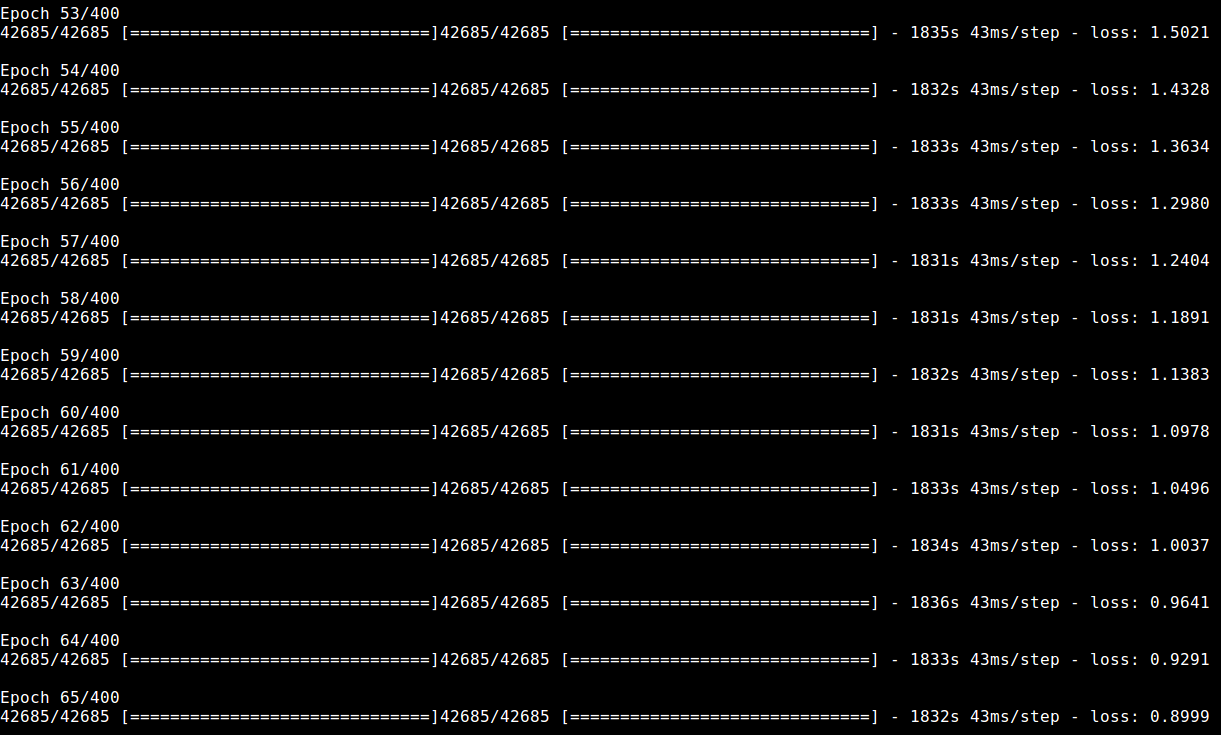 Epoch 53/400
42685/42685 [==============================]42685/42685 [==============================] - 1835s 43ms/step - loss: 1.5021
Epoch 54/400
42685/42685 [==============================]42685/42685 [==============================] - 1832s 43ms/step - loss: 1.4328
Epoch 55/400
42685/42685 [==============================]42685/42685 [==============================] - 1833s 43ms/step - loss: 1.3634
Epoch 56/400
42685/42685 [==============================]42685/42685 [==============================] - 1833s 43ms/step - loss: 1.2980
Epoch 57/400
42685/42685 [==============================]42685/42685 [==============================] - 1831s 43ms/step - loss: 1.2404
Epoch 58/400
42685/42685 [==============================]42685/42685 [==============================] - 1831s 43ms/step - loss: 1.1891
Epoch 59/400
42685/42685 [==============================]42685/42685 [==============================] - 1832s 43ms/step - loss: 1.1383
Epoch 60/400
42685/42685 [==============================]42685/42685 [==============================] - 1831s 43ms/step - loss: 1.0978
Epoch 61/400
42685/42685 [==============================]42685/42685 [==============================] - 1833s 43ms/step - loss: 1.0496
Epoch 62/400
42685/42685 [==============================]42685/42685 [==============================] - 1834s 43ms/step - loss: 1.0037
Epoch 63/400
42685/42685 [==============================]42685/42685 [==============================] - 1836s 43ms/step - loss: 0.9641
Epoch 64/400
42685/42685 [==============================]42685/42685 [==============================] - 1833s 43ms/step - loss: 0.9291
Epoch 65/400
42685/42685 [==============================]42685/42685 [==============================] - 1832s 43ms/step - loss: 0.8999